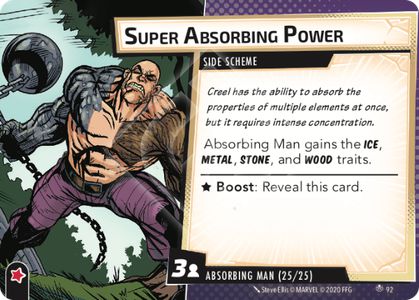 SUPER ABSORBING POWER
SIDE SCHEME
Creel has the ability to absorb the
properties of multiple elements at once,
but it requires intense concentration.
Absorbing Man gains the ICE,
METAL, STONE, and WOOD traits.
★ Boost: Reveal this card.
3
ABSORBING MAN (25/25)
Steve Ellis © MARVEL © 2020 FFG 92